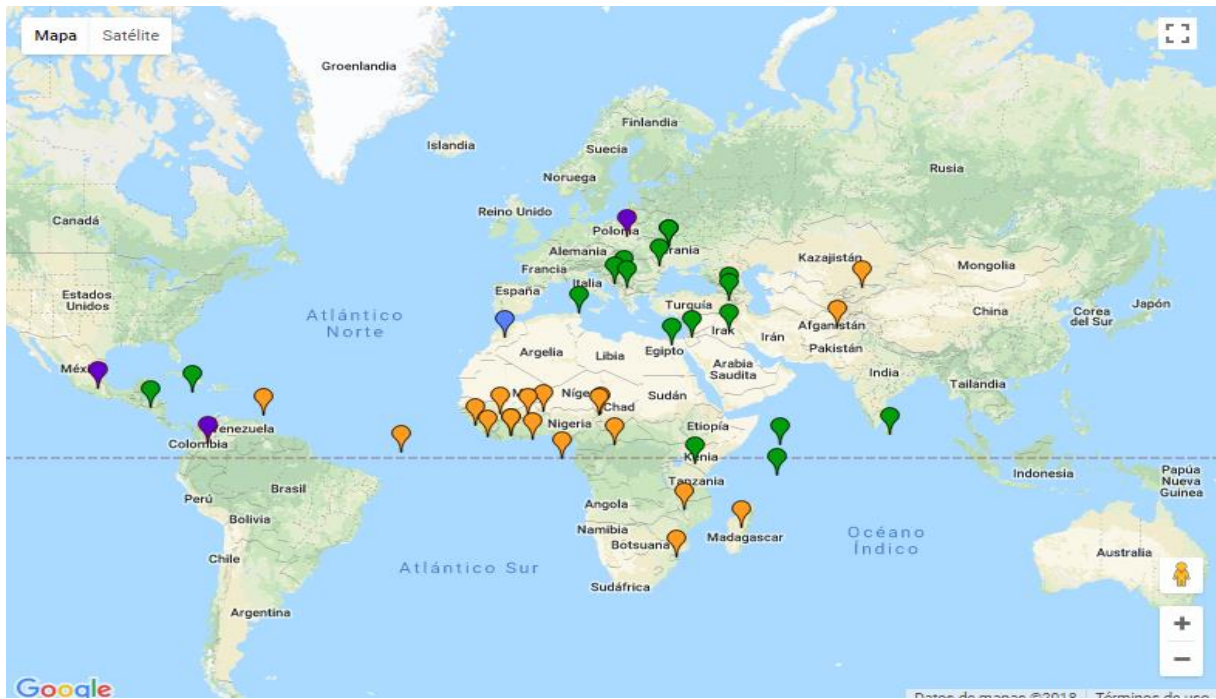 Mapa
Satélite
Groenlandia
Finlandia
Islandia
Suecia
Rusia
Noruega
Canadá
Reino Unido
Polonia
Alemania
Kazajistán
Mongolia
Francia
Italia
España
Estados
Unidos
Turquía
Japón
Atlántico
Norte
China
Corea
del Sur
Afganistán
Irak
Irán
Argelia
Libia
Egipto
Pakistán
Arabia
Saudita
India
Sudán
Tailandia
Chad
Nigeria
Etiopía
Venezuela
Colombia
Kenia
Indonesia
Papúa
Nueva
Guinea
Tanzania
Perú
Brasil
Angola
Bolivia
Namibia
Botsuana
Madagascar
Océano
Índico
Chile
Australia
Atlántico Sur
Sudáfrica
Argentina
Google
Datos de mapas ©2018
Términos de uso